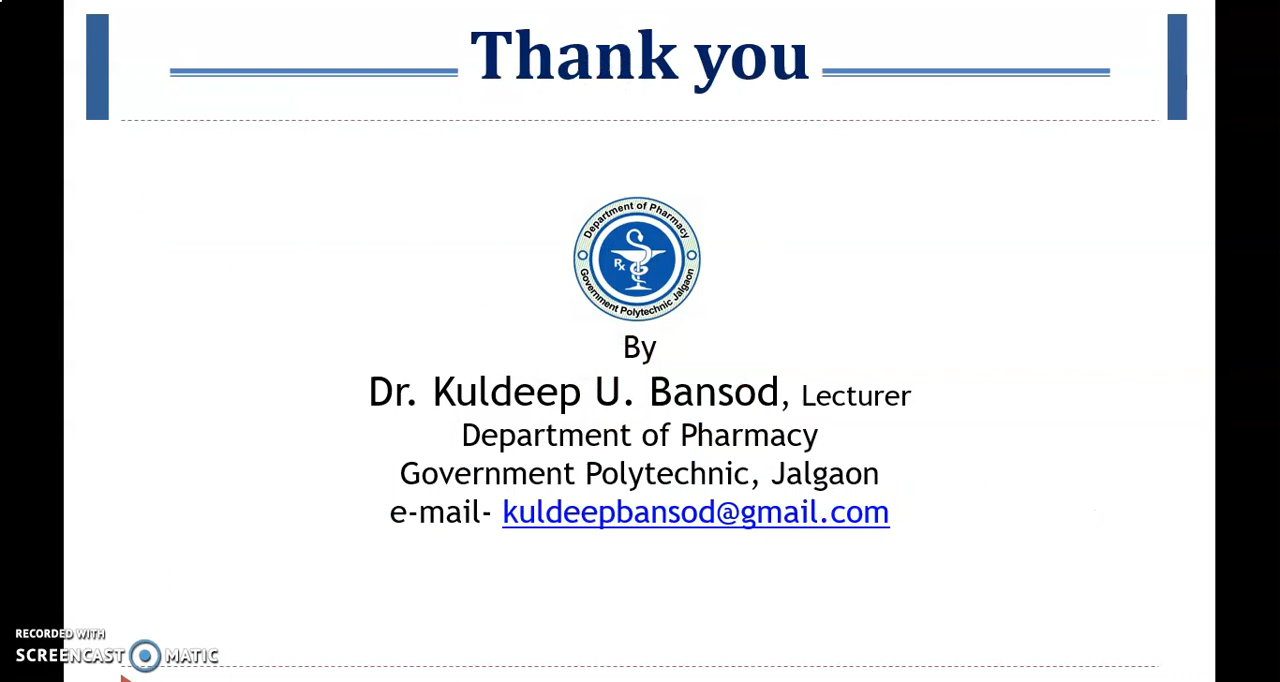 Thank you
Department of Pharmacy
Rx
Government Polytechnic Jalgaon
By
Dr. Kuldeep U. Bansod, Lecturer
Department of Pharmacy
Government Polytechnic, Jalgaon
e-mail- kuldeepbansod@gmail.com
RECORDED WITH
SCREENCAST MATIC